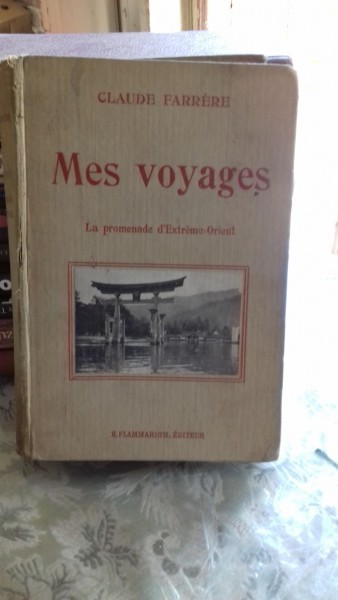 CLAUDE FARRÈRE
Mes voyages
La promenade d'Extrême-Orient
E. FLAMMARION, ÉDITEUR